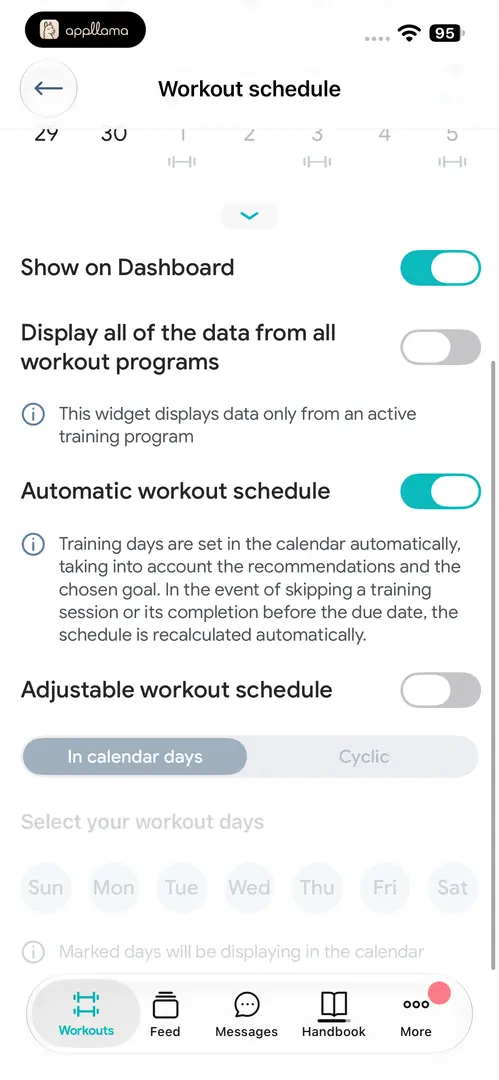 appllama
95
Workout schedule
29 30 1 2 3 4 5
Show on Dashboard
Display all of the data from all
workout programs
This widget displays data only from an active
training program
Automatic workout schedule
Training days are set in the calendar automatically,
taking into account the recommendations and the
chosen goal. In the event of skipping a training
session or its completion before the due date, the
schedule is recalculated automatically.
Adjustable workout schedule
In calendar days Cyclic
Select your workout days
Sun Mon Tue Wed Thu Fri Sat
Marked days will be displaying in the calendar
Workouts Feed Messages Handbook More